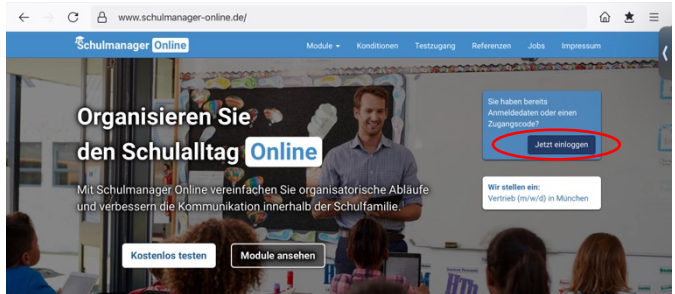 www.schulmanager-online.de/
Schulmanager Online
Module
Konditionen
Testzugang
Referenzen
Jobs
Impressum
Organisieren Sie
den Schulalltag Online
Mit Schulmanager Online vereinfachen Sie organisatorische Abläufe
und verbessern die Kommunikation innerhalb der Schulfamilie.
Kostenlos testen
Module ansehen
Sie haben bereits
Anmeldedaten oder einen
Zugangscode?
Jetzt einloggen
Wir stellen ein:
Vertrieb (m/w/d) in München